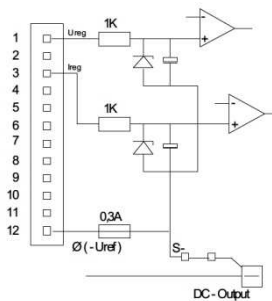 1
Ureg
1K
-
+
2
3
Ireg
4
1K
-
+
5
6
7
8
9
10
11
12
0,3A
Ø (-Uref)
S-
DC-Output